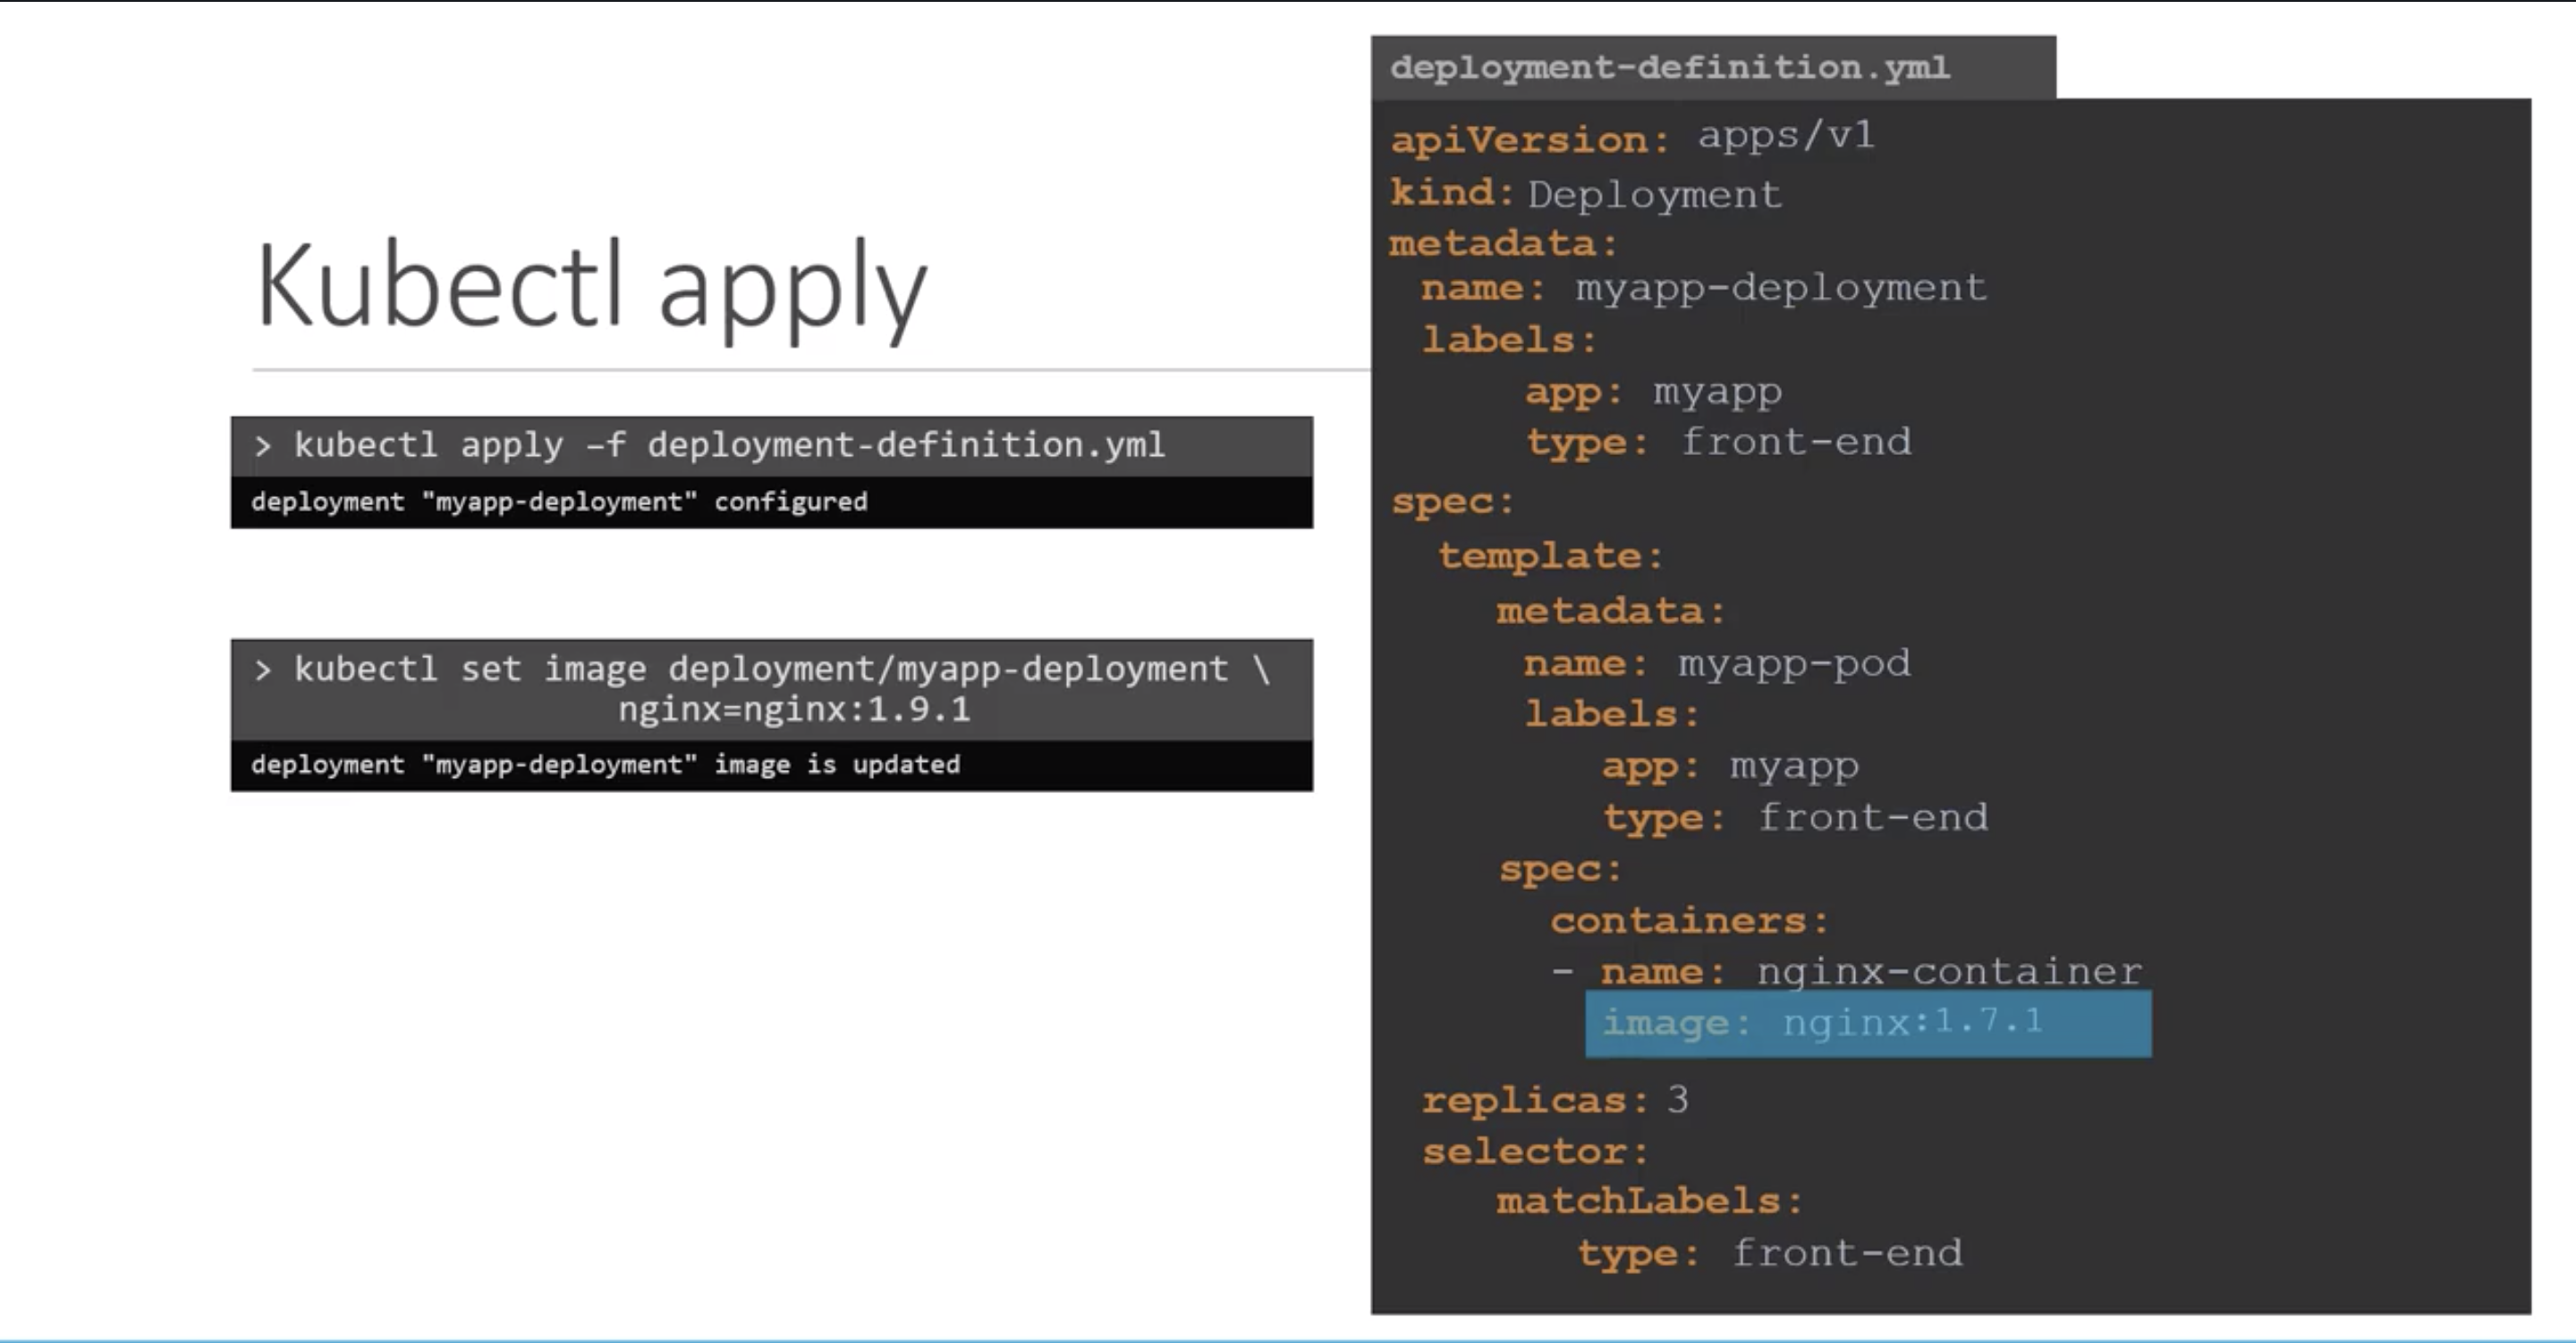 Kubectl apply
> kubectl apply –f deployment-definition.yml
deployment "myapp-deployment" configured
> kubectl set image deployment/myapp-deployment \
nginx=nginx:1.9.1
deployment "myapp-deployment" image is updated
deployment-definition.yml
apiVersion: apps/v1
kind: Deployment
metadata:
name: myapp-deployment
labels:
app: myapp
type: front-end
spec:
template:
metadata:
name: myapp-pod
labels:
app: myapp
type: front-end
spec:
containers:
- name: nginx-container
image: nginx:1.7.1
replicas: 3
selector:
matchLabels:
type: front-end